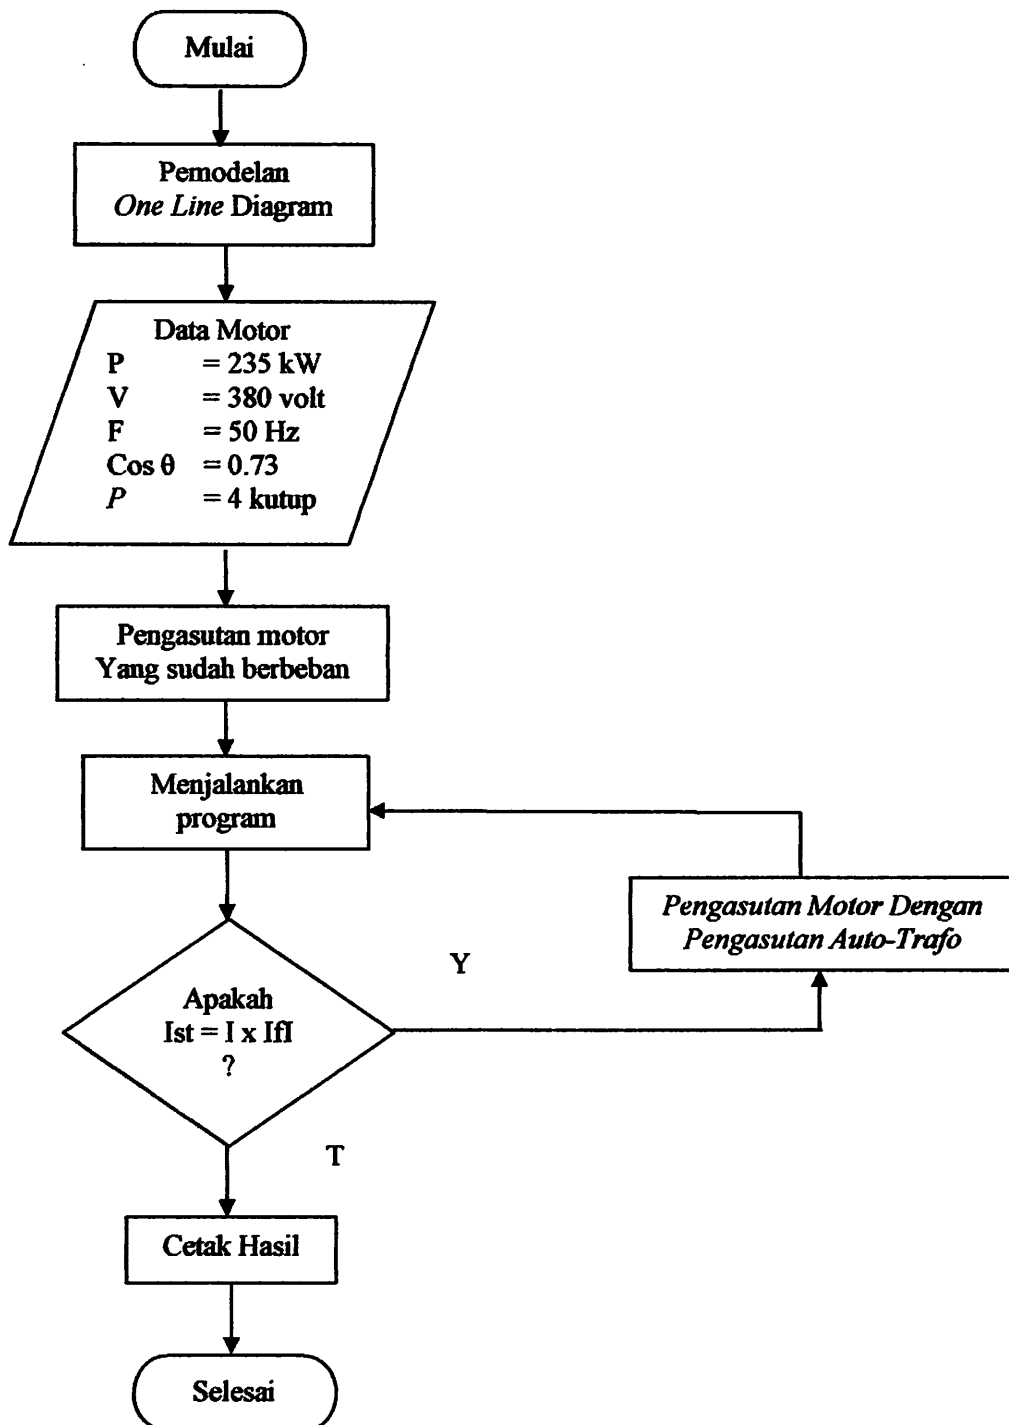 Mulai
Pemodelan
One Line Diagram
Data Motor
P = 235 kW
V = 380 volt
F = 50 Hz
Cos θ = 0.73
P = 4 kutup
Pengasutan motor
Yang sudah berbeban
Menjalankan
program
Pengasutan Motor Dengan
Pengasutan Auto-Trafo
Y
Apakah
Ist = I x IfI
?
T
Cetak Hasil
Selesai